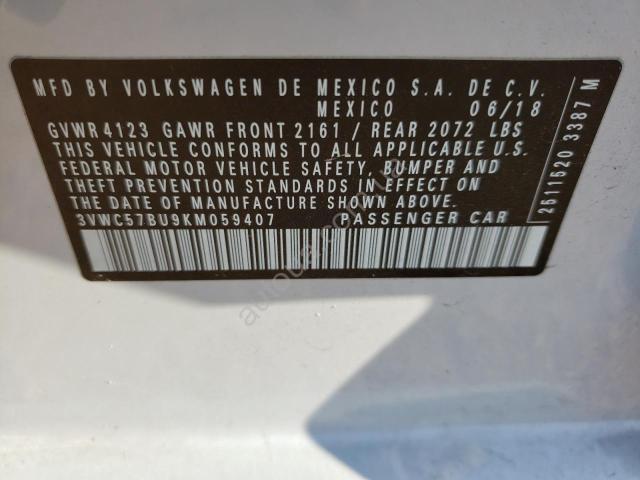 MFD BY VOLKSWAGEN DE MEXICO S.A. DE C.V.
MEXICO 06/18
GVWR 4123 GAWR FRONT 2161 / REAR 2072 LBS
THIS VEHICLE CONFORMS TO ALL APPLICABLE U.S.
FEDERAL MOTOR VEHICLE SAFETY, BUMPER AND
THEFT PREVENTION STANDARDS IN EFFECT ON
THE DATE OF MANUFACTURE SHOWN ABOVE.
3VWC57BU9KM059407 PASSENGER CAR
2511520 3387 M